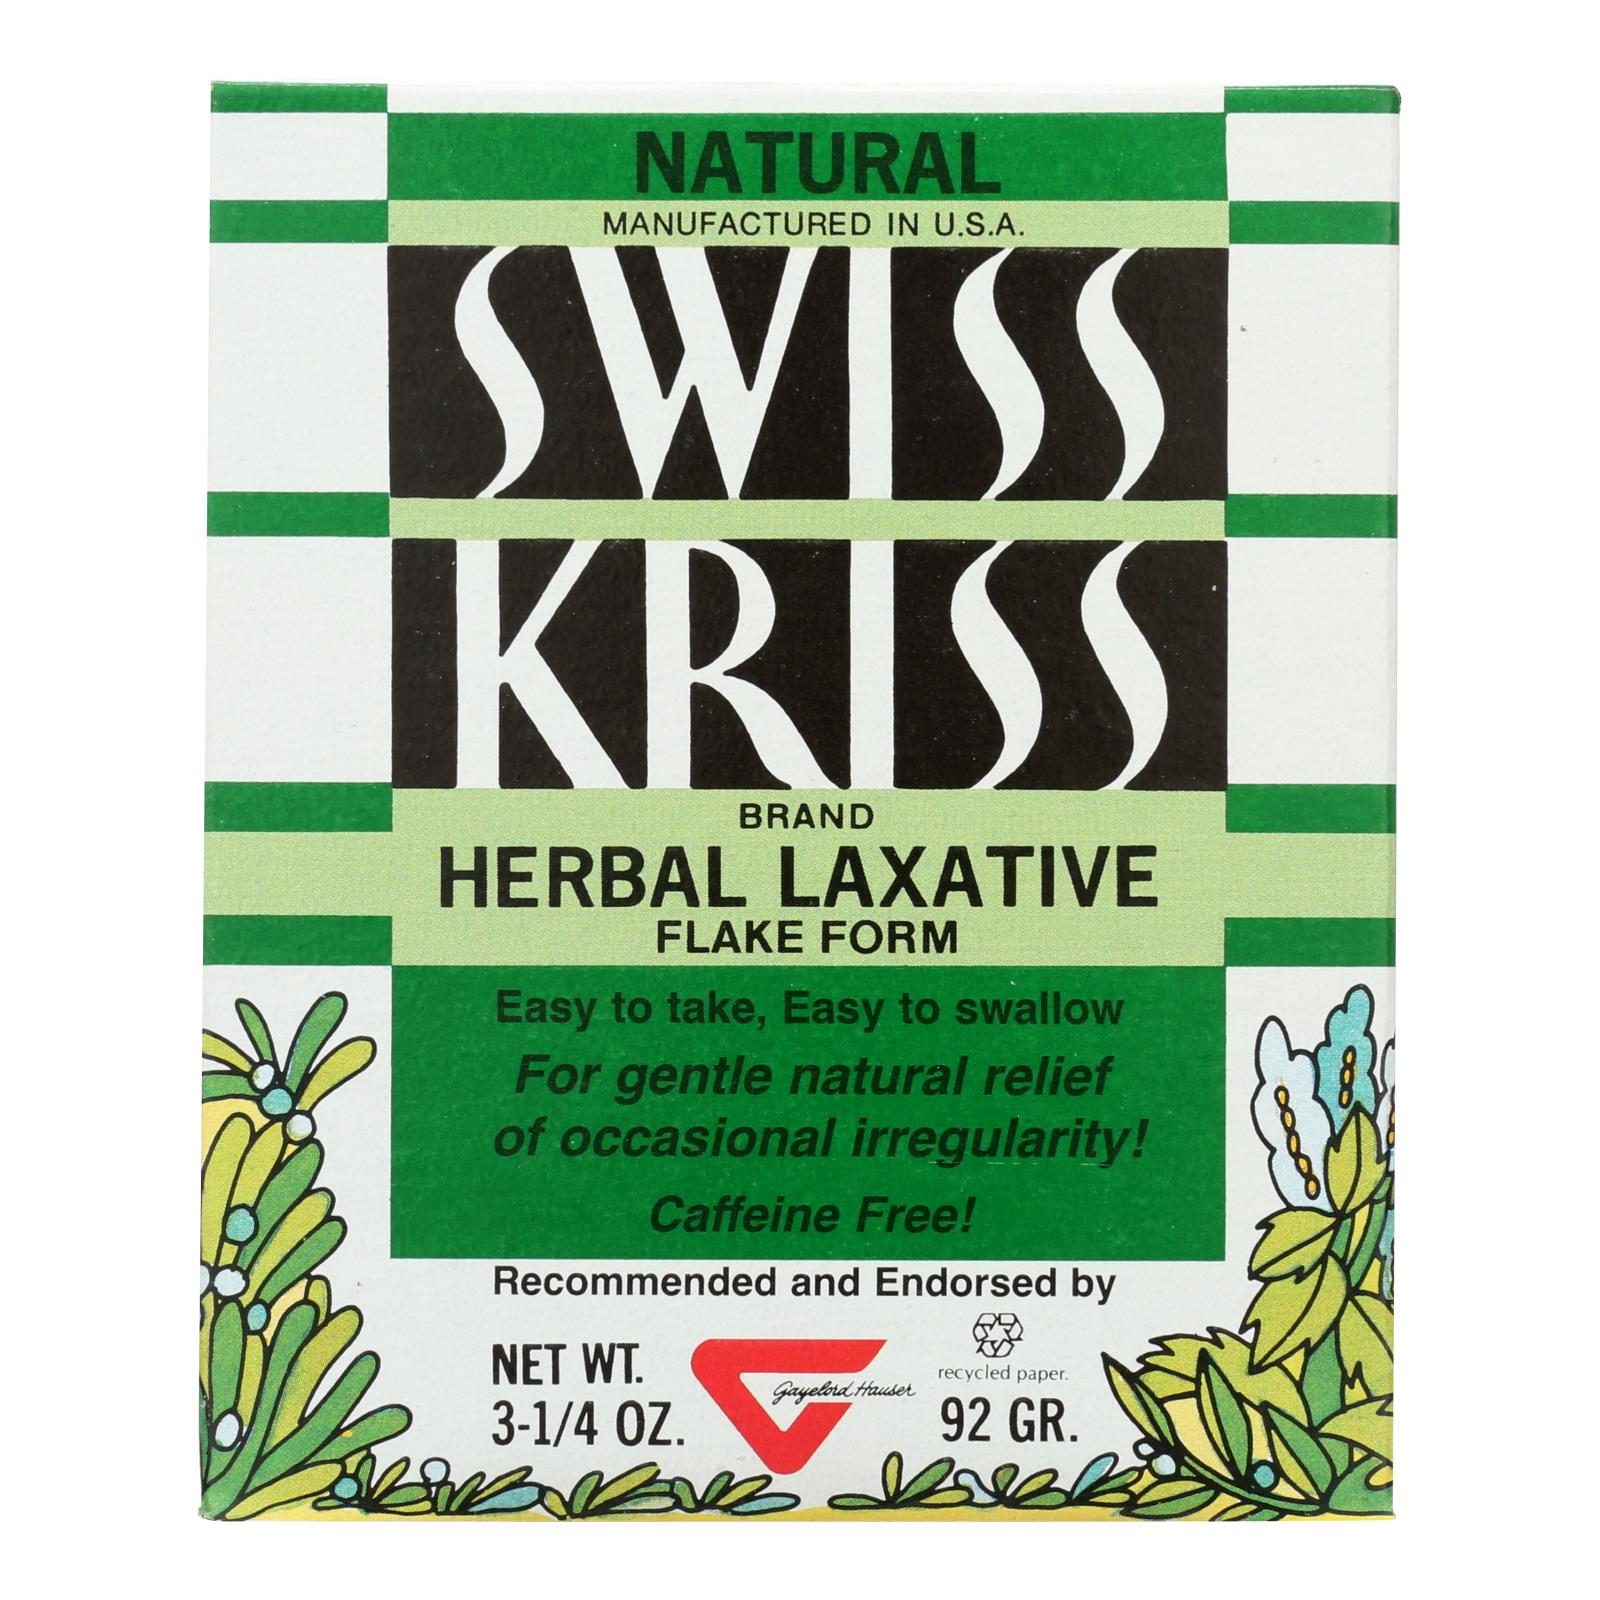 NATURAL
MANUFACTURED IN U.S.A.
SWISS
KRISS
BRAND
HERBAL LAXATIVE
FLAKE FORM
Easy to take, Easy to swallow
For gentle natural relief
of occasional irregularity!
Caffeine Free!
Recommended and Endorsed by
NET WT.
3-1/4 OZ.
Gayelord Hauser
recycled paper.
92 GR.